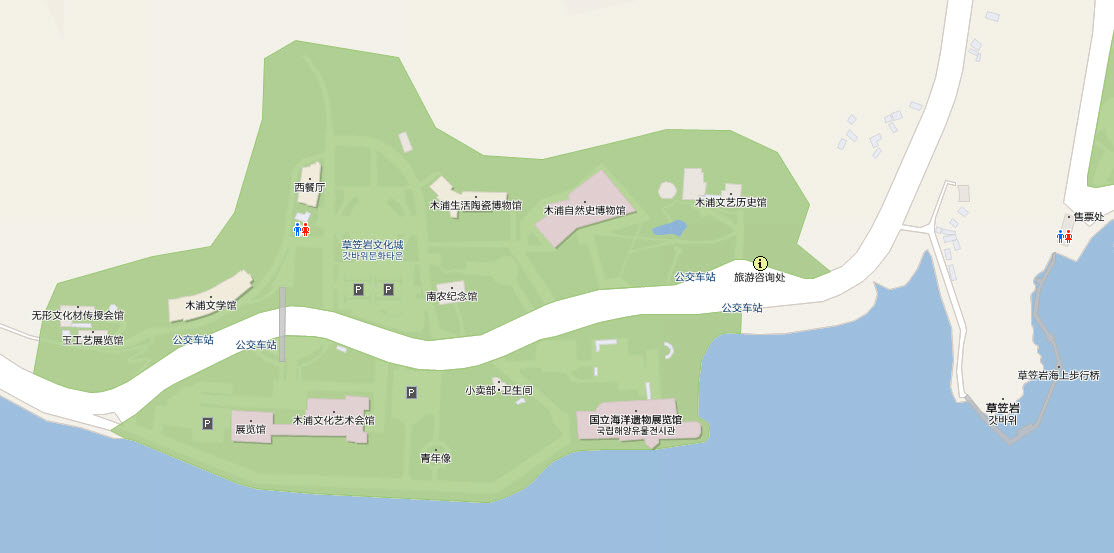 西餐厅
木浦生活陶瓷博物馆
木浦自然史博物馆
木浦文艺历史馆
售票处
草笠岩文化城
갓바위문화타운
公交车站
旅游咨询处
P
P
南农纪念馆
木浦文学馆
公交车站
无形文化材传授会馆
玉工艺展览馆
公交车站
公交车站
草笠岩海上步行桥
P
小卖部·卫生间
草笠岩
갓바위
P
展览馆
木浦文化艺术会馆
国立海洋遗物展览馆
국립해양유물전시관
青年像